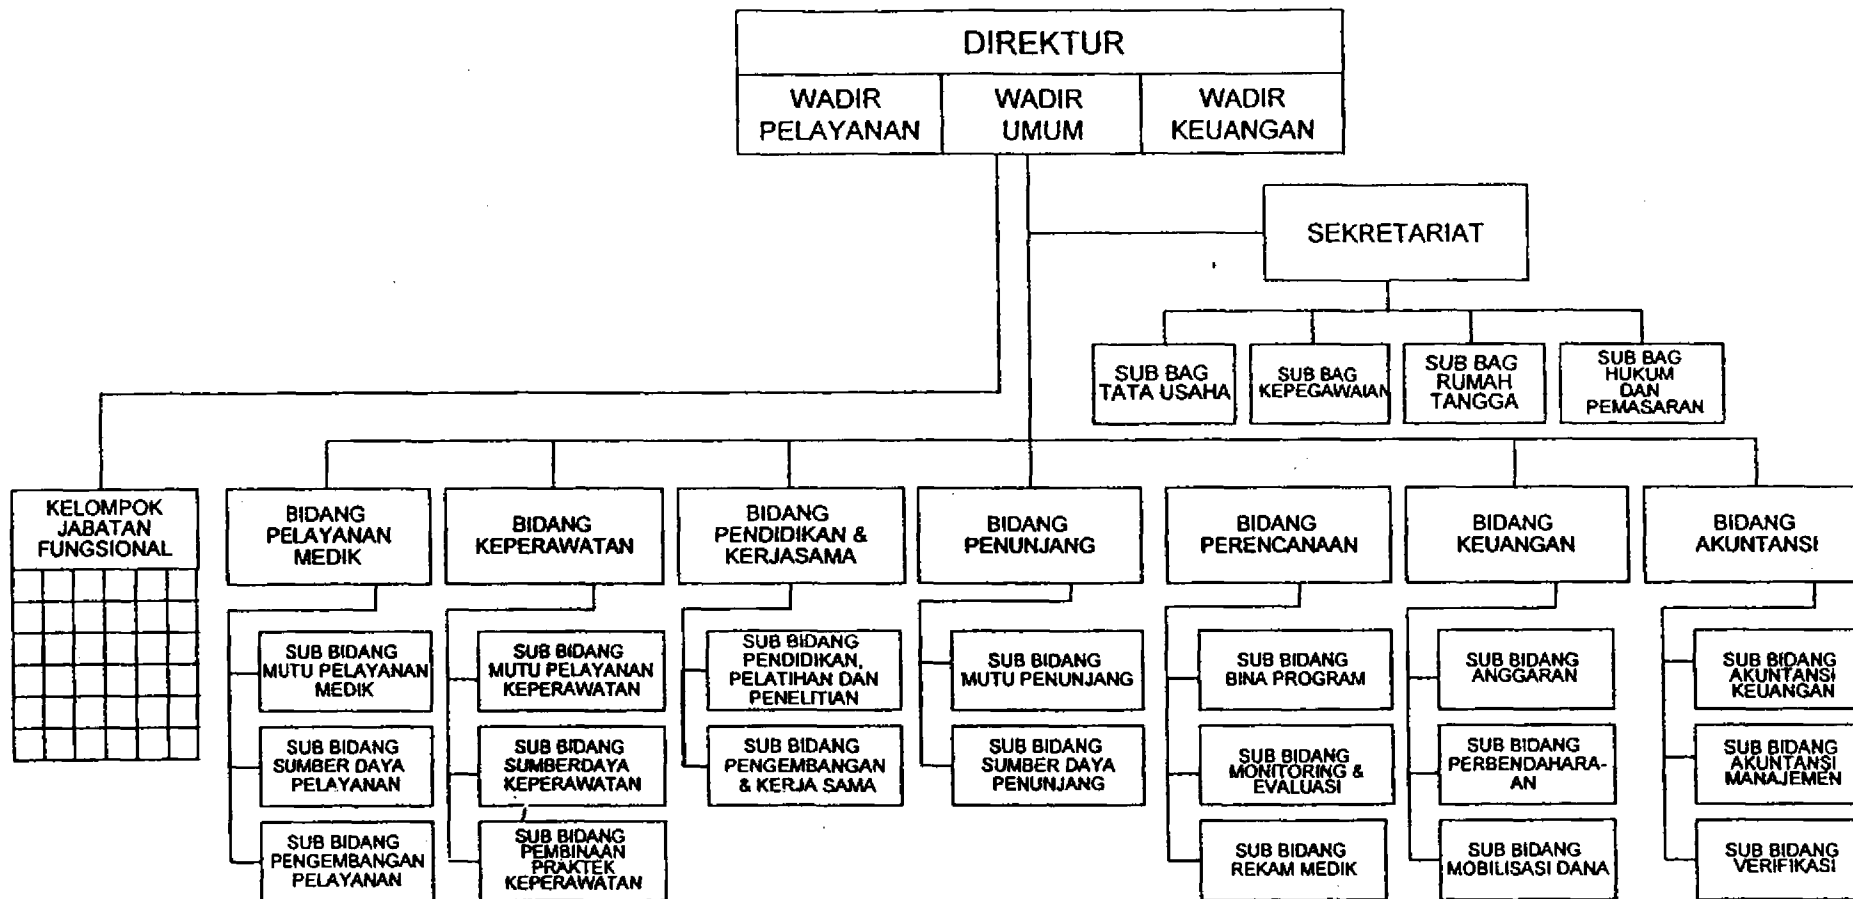 DIREKTUR
WADIR
PELAYANAN
WADIR
UMUM
WADIR
KEUANGAN
SEKRETARIAT
SUB BAG
TATA USAHA
SUB BAG
KEPEGAWAIAN
SUB BAG
RUMAH
TANGGA
SUB BAG
HUKUM
DAN
PEMASARAN
KELOMPOK
JABATAN
FUNGSIONAL
BIDANG
PELAYANAN
MEDIK
BIDANG
KEPERAWATAN
BIDANG
PENDIDIKAN &
KERJASAMA
BIDANG
PENUNJANG
BIDANG
PERENCANAAN
BIDANG
KEUANGAN
BIDANG
AKUNTANSI
SUB BIDANG
MUTU PELAYANAN
MEDIK
SUB BIDANG
MUTU PELAYANAN
KEPERAWATAN
SUB BIDANG
PENDIDIKAN,
PELATIHAN DAN
PENELITIAN
SUB BIDANG
MUTU PENUNJANG
SUB BIDANG
BINA PROGRAM
SUB BIDANG
ANGGARAN
SUB BIDANG
AKUNTANSI
KEUANGAN
SUB BIDANG
SUMBER DAYA
PELAYANAN
SUB BIDANG
SUMBERDAYA
KEPERAWATAN
SUB BIDANG
PENGEMBANGAN
& KERJA SAMA
SUB BIDANG
SUMBER DAYA
PENUNJANG
SUB BIDANG
MONITORING &
EVALUASI
SUB BIDANG
PERBENDAHARA-
AN
SUB BIDANG
AKUNTANSI
MANAJEMEN
SUB BIDANG
PENGEMBANGAN
PELAYANAN
SUB BIDANG
PEMBINAAN
PRAKTEK
KEPERAWATAN
SUB BIDANG
REKAM MEDIK
SUB BIDANG
MOBILISASI DANA
SUB BIDANG
VERIFIKASI